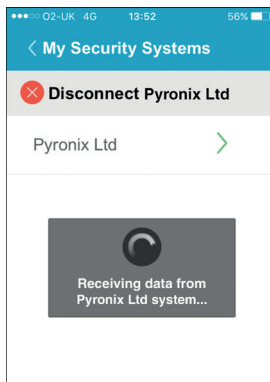 O2-UK 4G 13:52 56%
My Security Systems
Disconnect Pyronix Ltd
Pyronix Ltd
Receiving data from
Pyronix Ltd system...